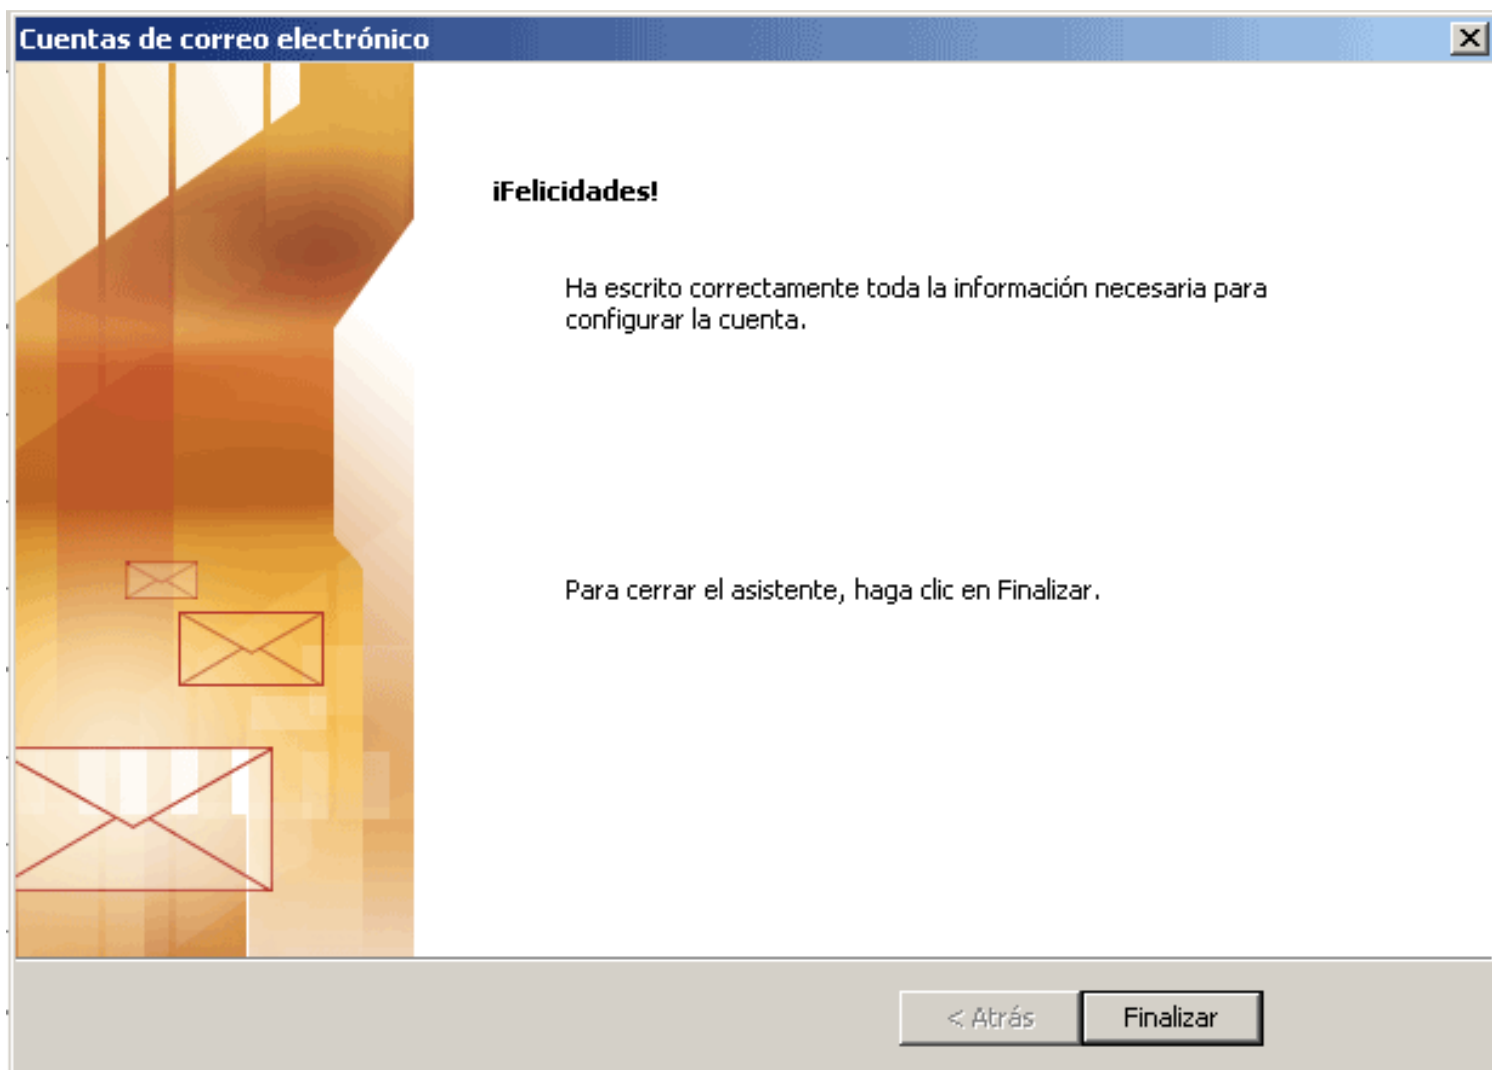 Cuentas de correo electrónico
¡Felicidades!
Ha escrito correctamente toda la información necesaria para
configurar la cuenta.
Para cerrar el asistente, haga clic en Finalizar.
< Atrás
Finalizar